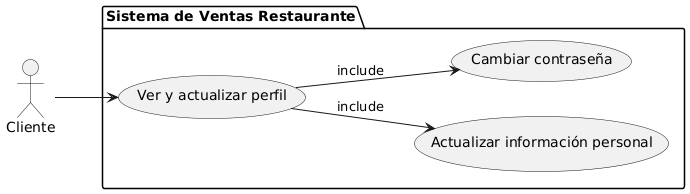 Sistema de Ventas Restaurante
Cambiar contraseña
include
Ver y actualizar perfil
include
Cliente
Actualizar información personal